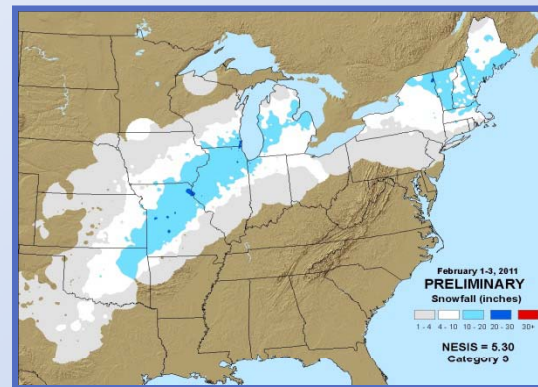 February 1-3, 2011
PRELIMINARY
Snowfall (inches)
1 - 4 4 - 10 10 - 20 20 - 30 30+
NESIS = 5.30
Category 3